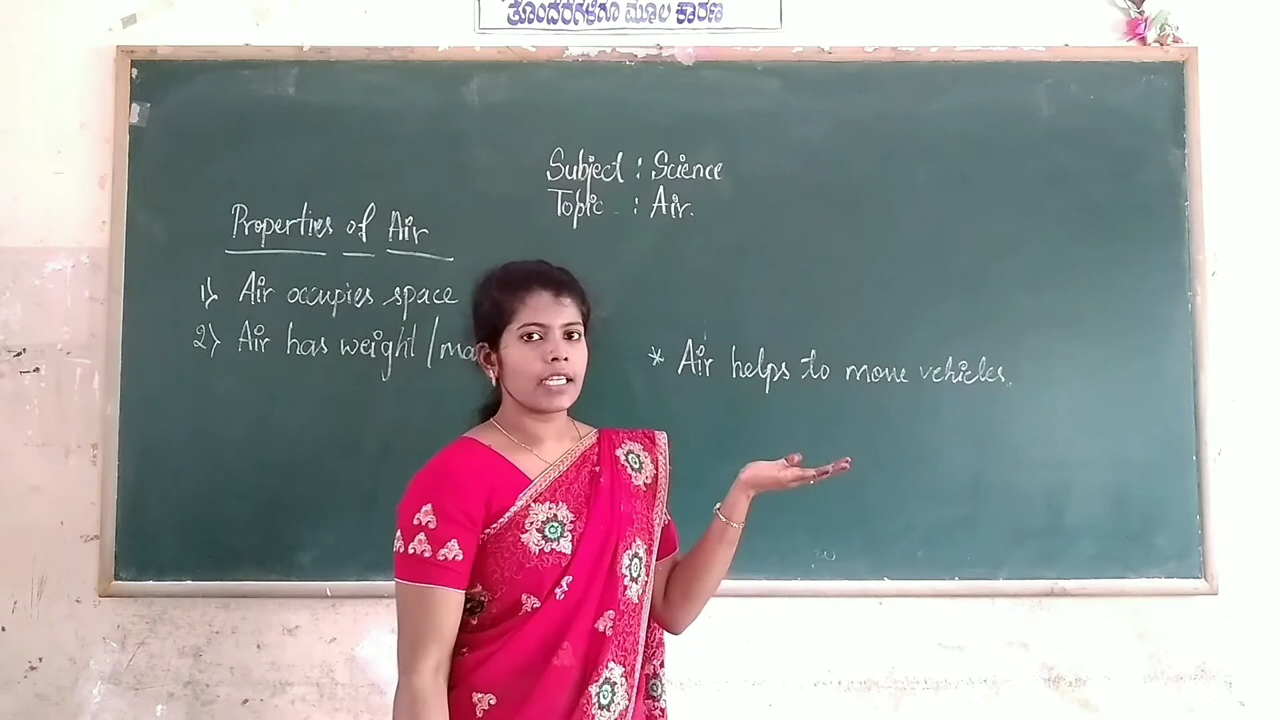 ತೊಂದರೆಗಳಿಗೂ ಮೂಲ ಕಾರಣ
Subject : Science
Topic : Air.
Properties of Air
1) Air occupies space
2) Air has weight /ma
* Air helps to move vehicles.